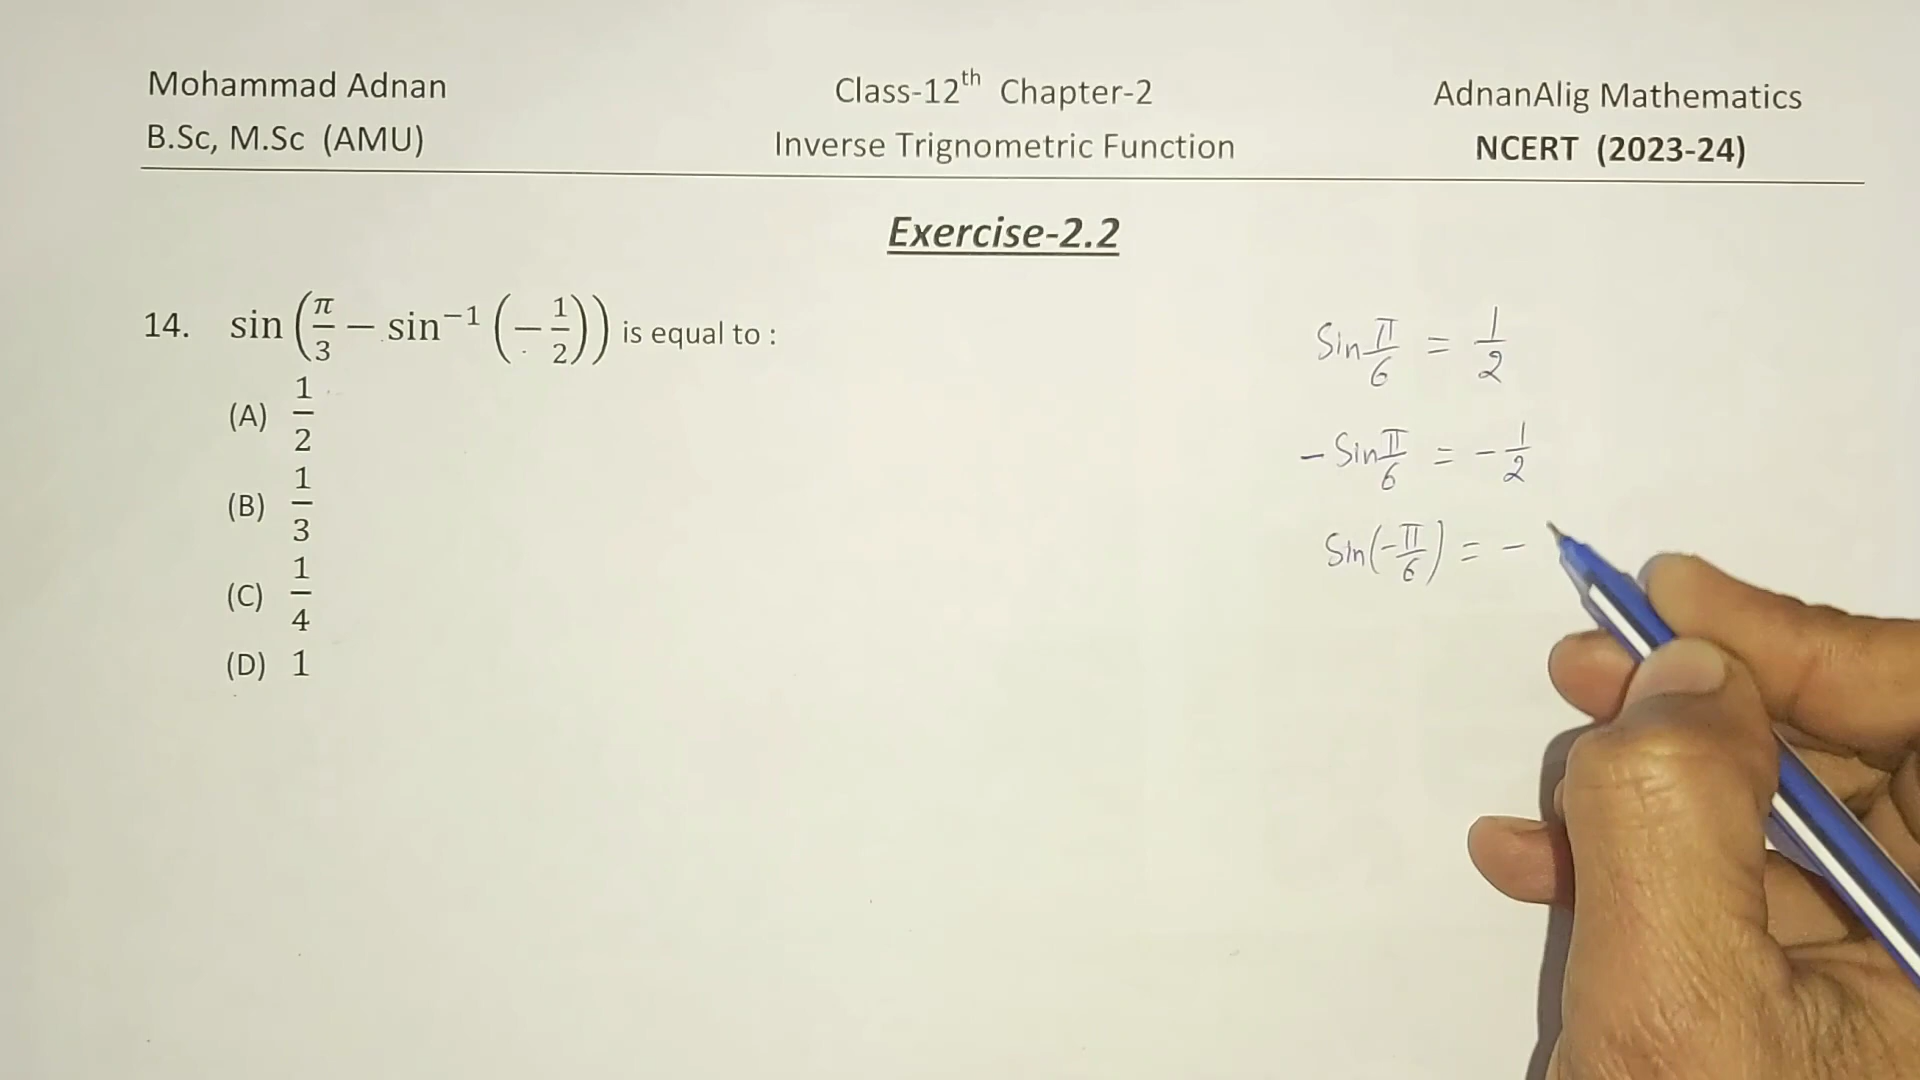 Mohammad Adnan
B.Sc, M.Sc (AMU)
Class-12th Chapter-2
Inverse Trignometric Function
AdnanAlig Mathematics
NCERT (2023-24)
Exercise-2.2
14. sin (π/3 − sin⁻¹ (−1/2)) is equal to :
(A) 1/2
(B) 1/3
(C) 1/4
(D) 1
Sin π/6 = 1/2
− Sin π/6 = − 1/2
Sin(−π/6) = −